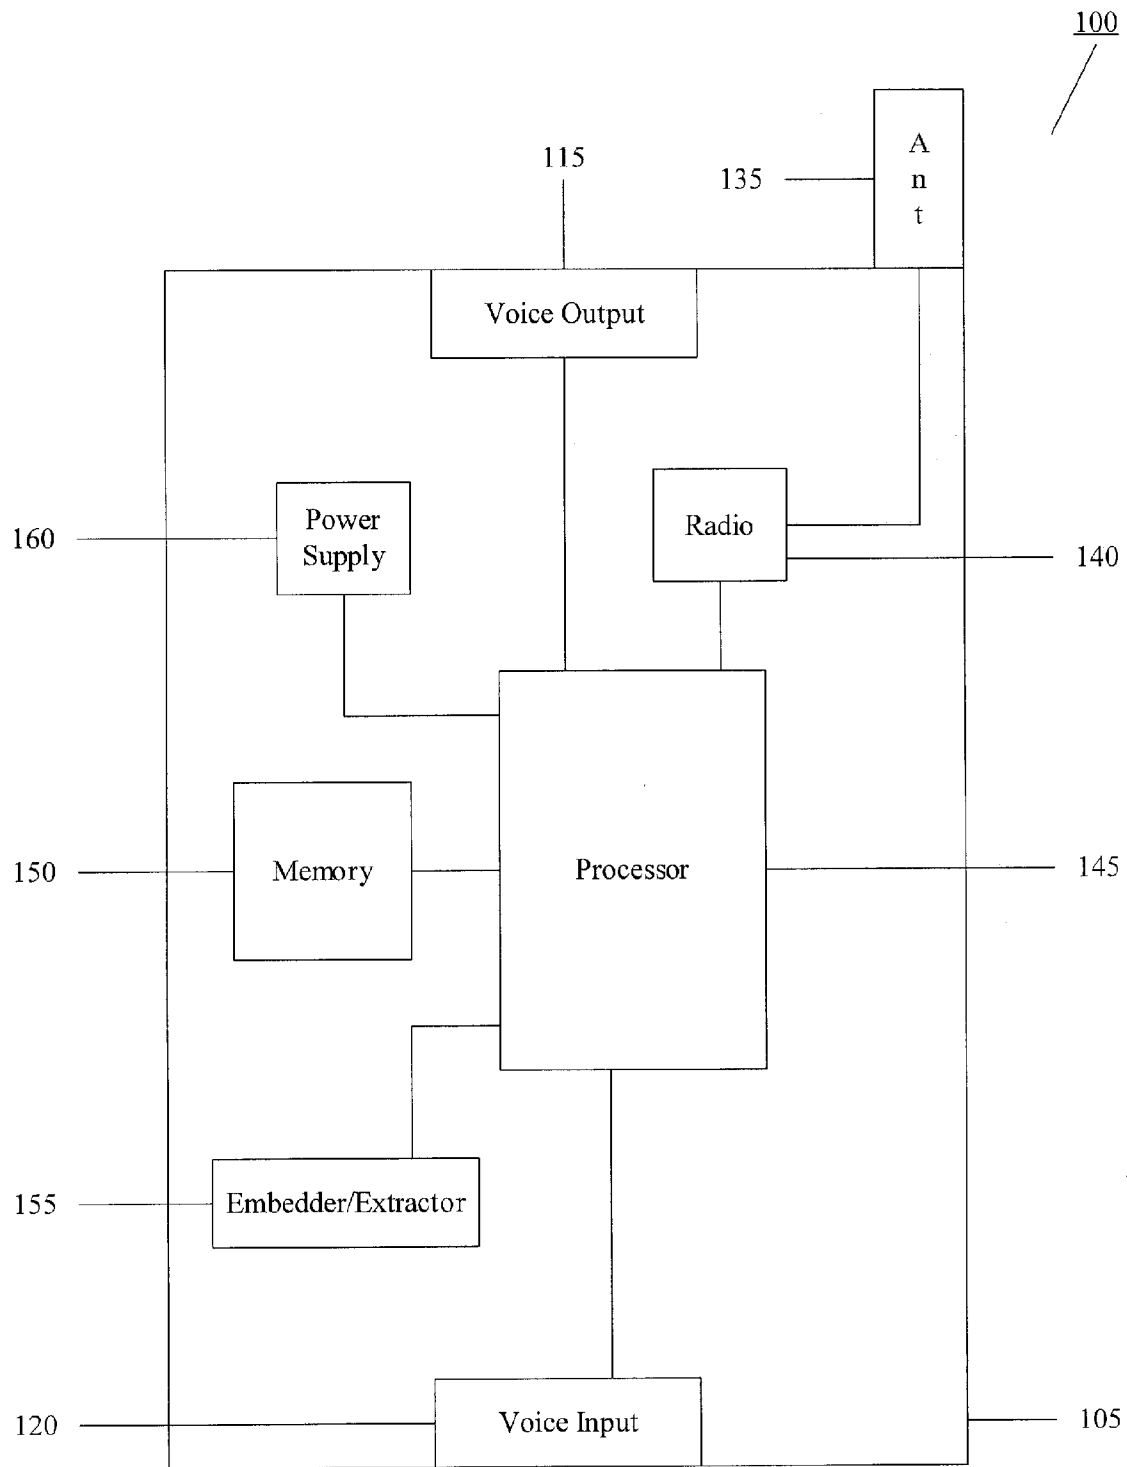 100
115
135
A
n
t
Voice Output
160
Power
Supply
Radio
140
150
Memory
Processor
145
155
Embedder/Extractor
120
Voice Input
105